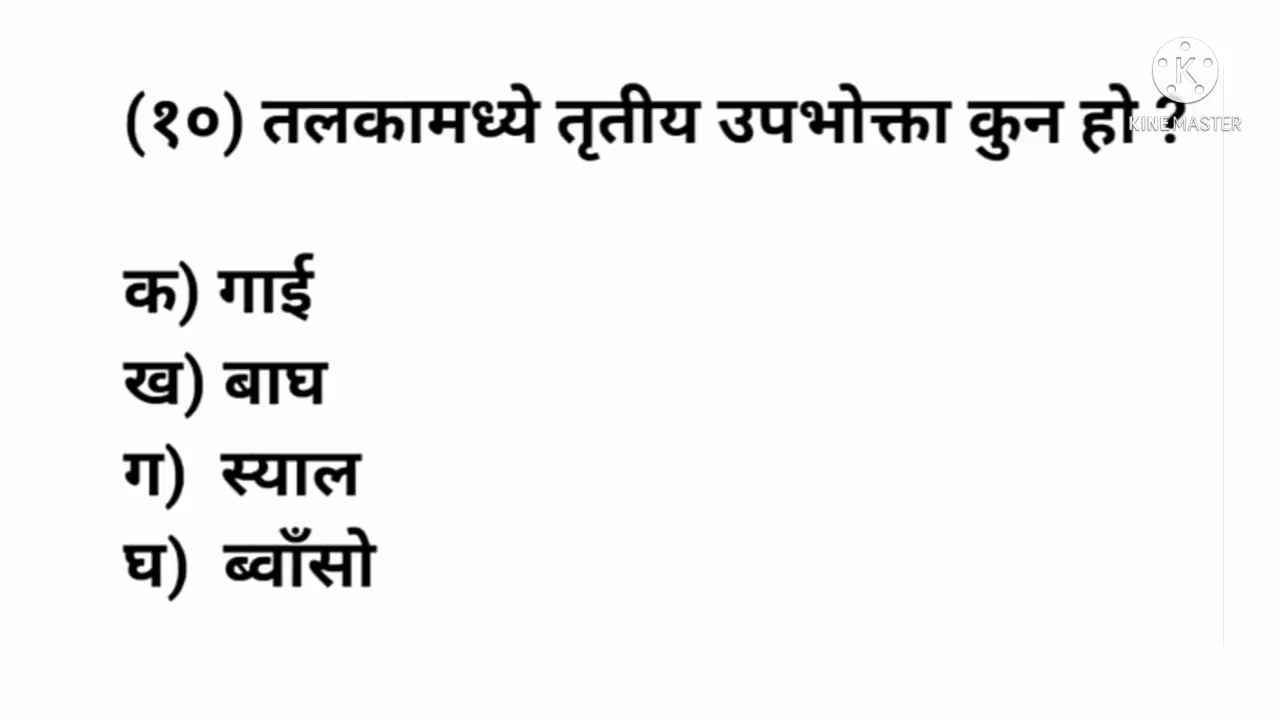 (१०) तलकामध्ये तृतीय उपभोक्ता कुन हो ?
क) गाई
ख) बाघ
ग) स्याल
घ) ब्वाँसो
KINEMASTER